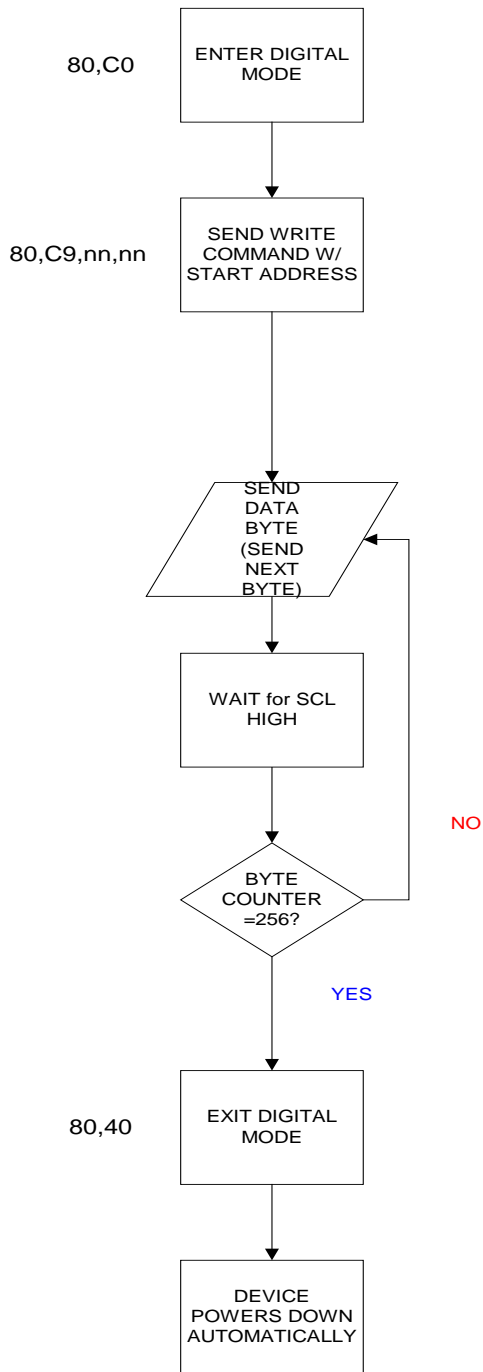 80,C0
ENTER DIGITAL
MODE
80,C9,nn,nn
SEND WRITE
COMMAND W/
START ADDRESS
SEND
DATA
BYTE
(SEND
NEXT
BYTE)
WAIT for SCL
HIGH
NO
BYTE
COUNTER
=256?
YES
80,40
EXIT DIGITAL
MODE
DEVICE
POWERS DOWN
AUTOMATICALLY